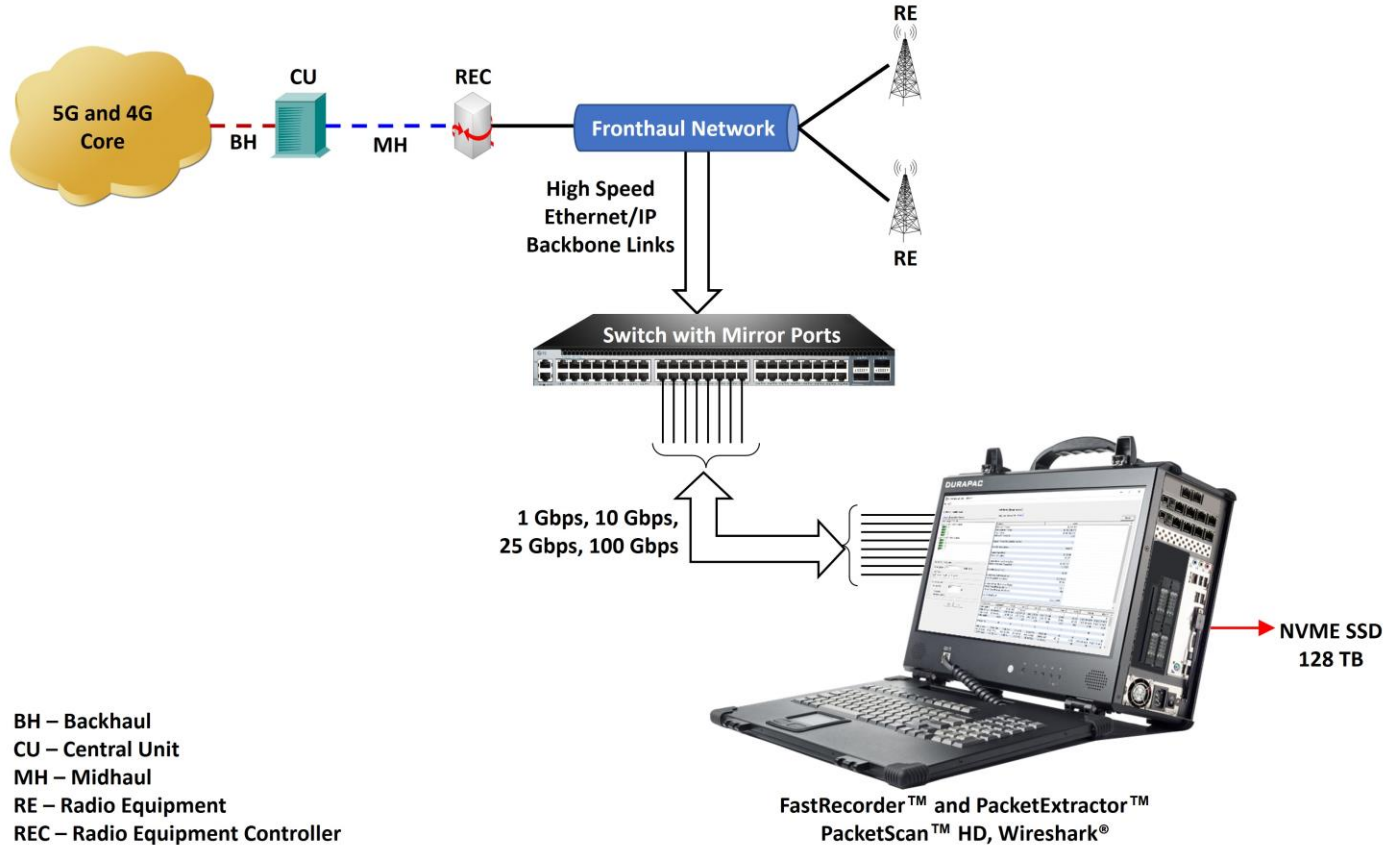 RE
CU
REC
5G and 4G
Core
BH
MH
Fronthaul Network
High Speed
Ethernet/IP
Backbone Links
RE
Switch with Mirror Ports
1 Gbps, 10 Gbps,
25 Gbps, 100 Gbps
DURAPAC
NVME SSD
128 TB
BH – Backhaul
CU – Central Unit
MH – Midhaul
RE – Radio Equipment
REC – Radio Equipment Controller
FastRecorder™ and PacketExtractor™
PacketScan™ HD, Wireshark®